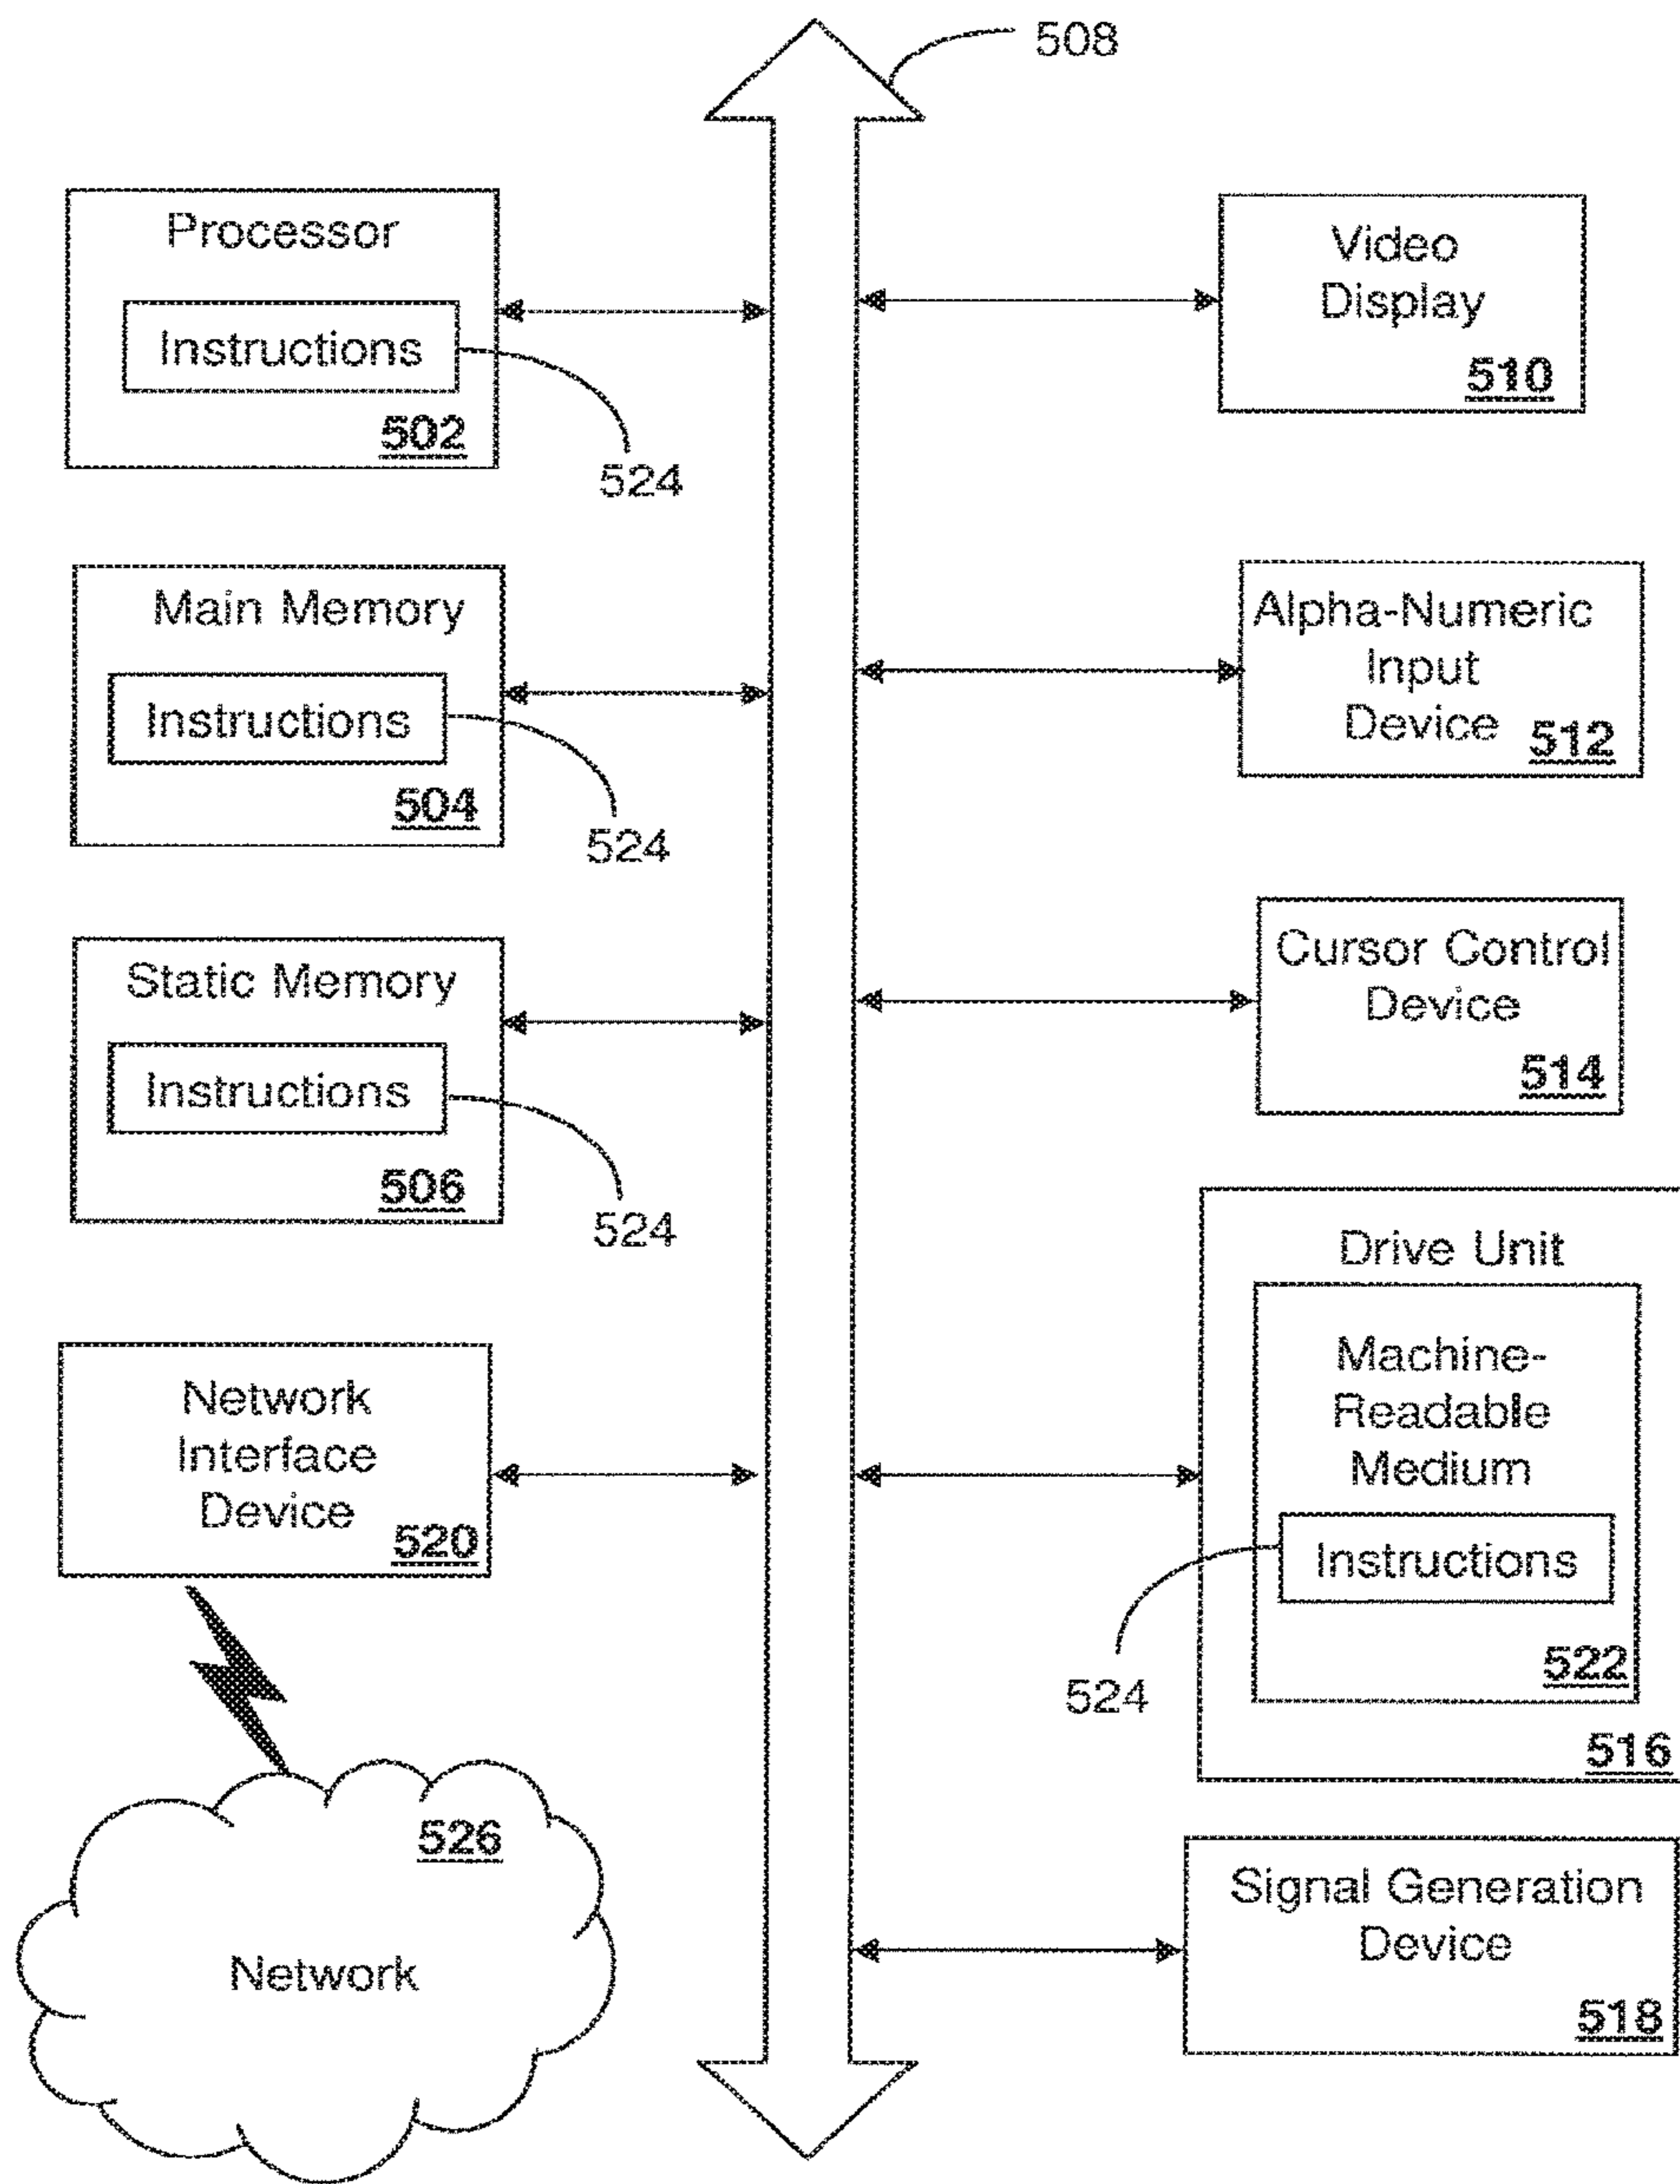 508
Processor
Instructions
502
524
Main Memory
Instructions
504
524
Static Memory
Instructions
506
524
Network
Interface
Device
520
526
Network
Video
Display
510
Alpha-Numeric
Input
Device
512
Cursor Control
Device
514
Drive Unit
Machine-
Readable
Medium
Instructions
524
522
516
Signal Generation
Device
518